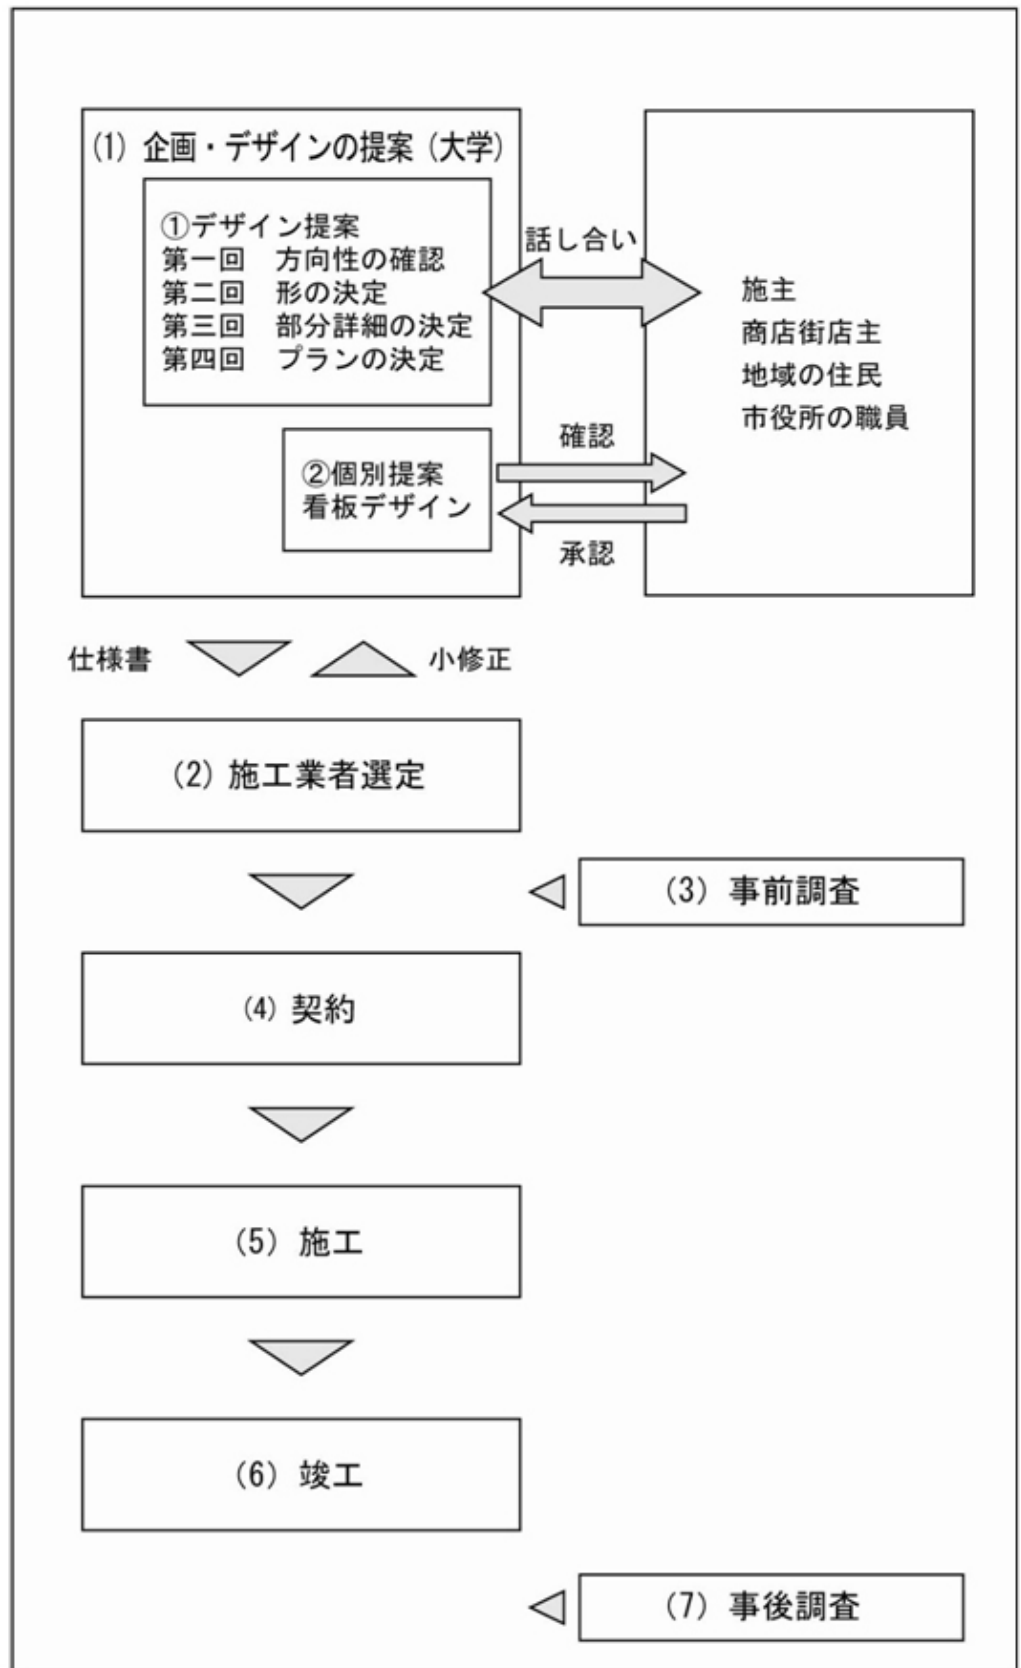 (1) 企画・デザインの提案（大学）
①デザイン提案
第一回　方向性の確認
第二回　形の決定
第三回　部分詳細の決定
第四回　プランの決定
話し合い
施主
商店街店主
地域の住民
市役所の職員
②個別提案
看板デザイン
確認
承認
仕様書
小修正
(2) 施工業者選定
(3) 事前調査
(4) 契約
(5) 施工
(6) 竣工
(7) 事後調査